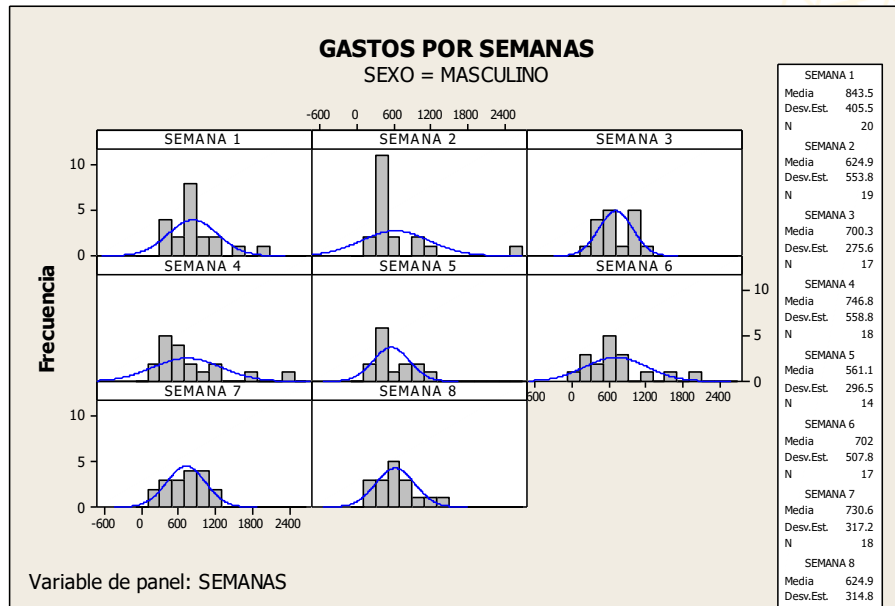 GASTOS POR SEMANAS
SEXO = MASCULINO
-600 0 600 1200 2400
SEMANA 1 SEMANA 2 SEMANA 3
10
5
0
SEMANA 4 SEMANA 5 SEMANA 6
10
5
0
-600 0 600 1200 1800 2400
SEMANA 7 SEMANA 8
10
5
0
-600 0 600 1200 1800 2400
-600 0 600 1200 1800 2400
Frecuencia
Variable de panel: SEMANAS
SEMANA 1
Media 843.5
Desv.Est. 405.5
N 20
SEMANA 2
Media 624.9
Desv.Est. 553.8
N 19
SEMANA 3
Media 700.3
Desv.Est. 275.6
N 17
SEMANA 4
Media 746.8
Desv.Est. 558.8
N 18
SEMANA 5
Media 561.1
Desv.Est. 296.5
N 14
SEMANA 6
Media 702
Desv.Est. 507.8
N 17
SEMANA 7
Media 730.6
Desv.Est. 317.2
N 18
SEMANA 8
Media 624.9
Desv.Est. 314.8